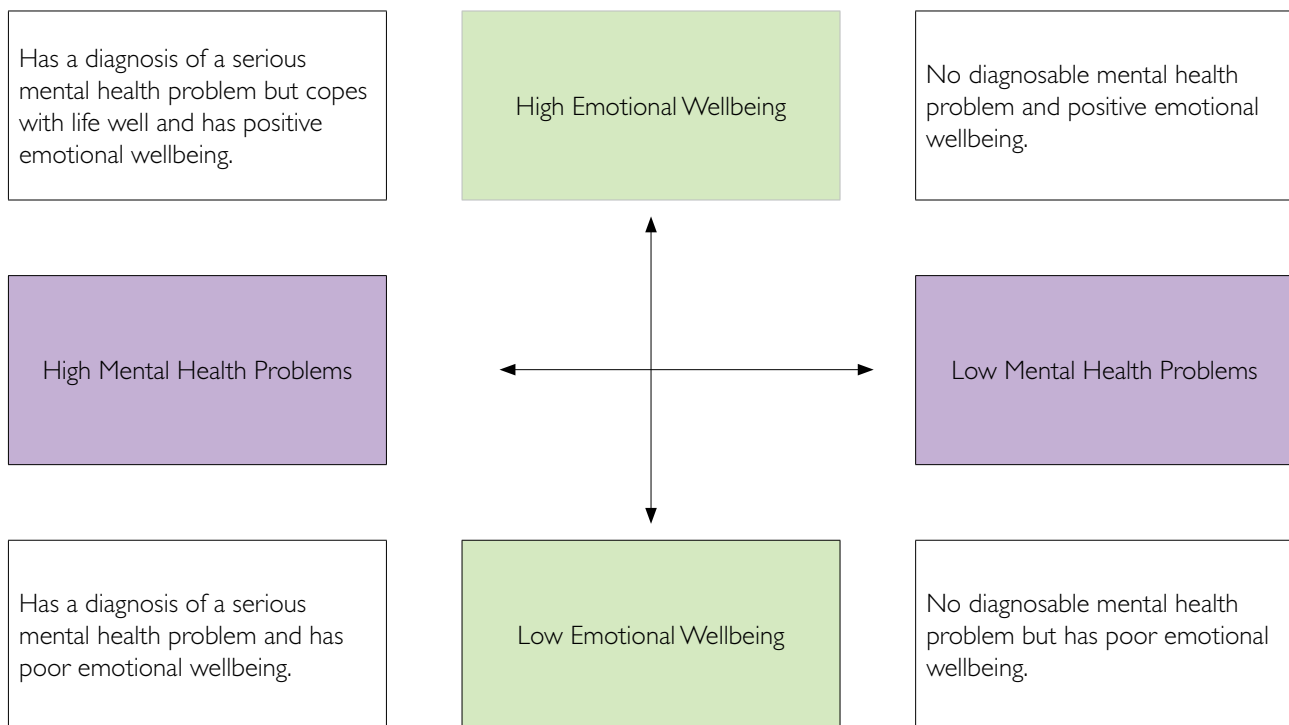 Has a diagnosis of a serious
mental health problem but copes
with life well and has positive
emotional wellbeing.
High Emotional Wellbeing
No diagnosable mental health
problem and positive emotional
wellbeing.
High Mental Health Problems
Low Mental Health Problems
Has a diagnosis of a serious
mental health problem and has
poor emotional wellbeing.
Low Emotional Wellbeing
No diagnosable mental health
problem but has poor emotional
wellbeing.